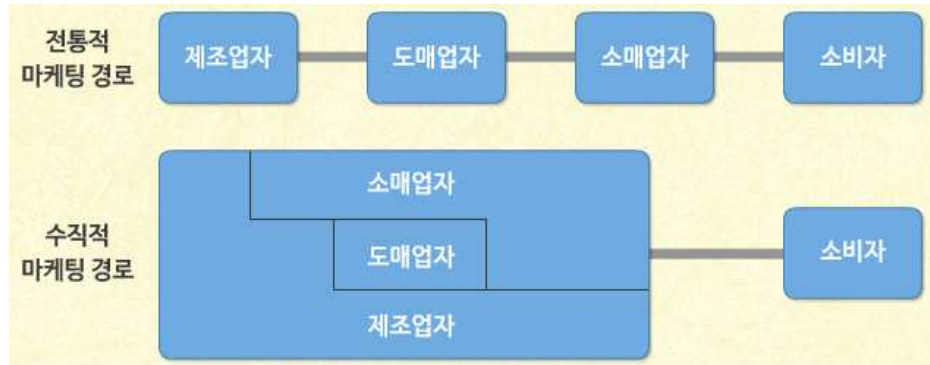 전통적
마케팅 경로
제조업자
도매업자
소매업자
소비자
수직적
마케팅 경로
소매업자
도매업자
제조업자
소비자